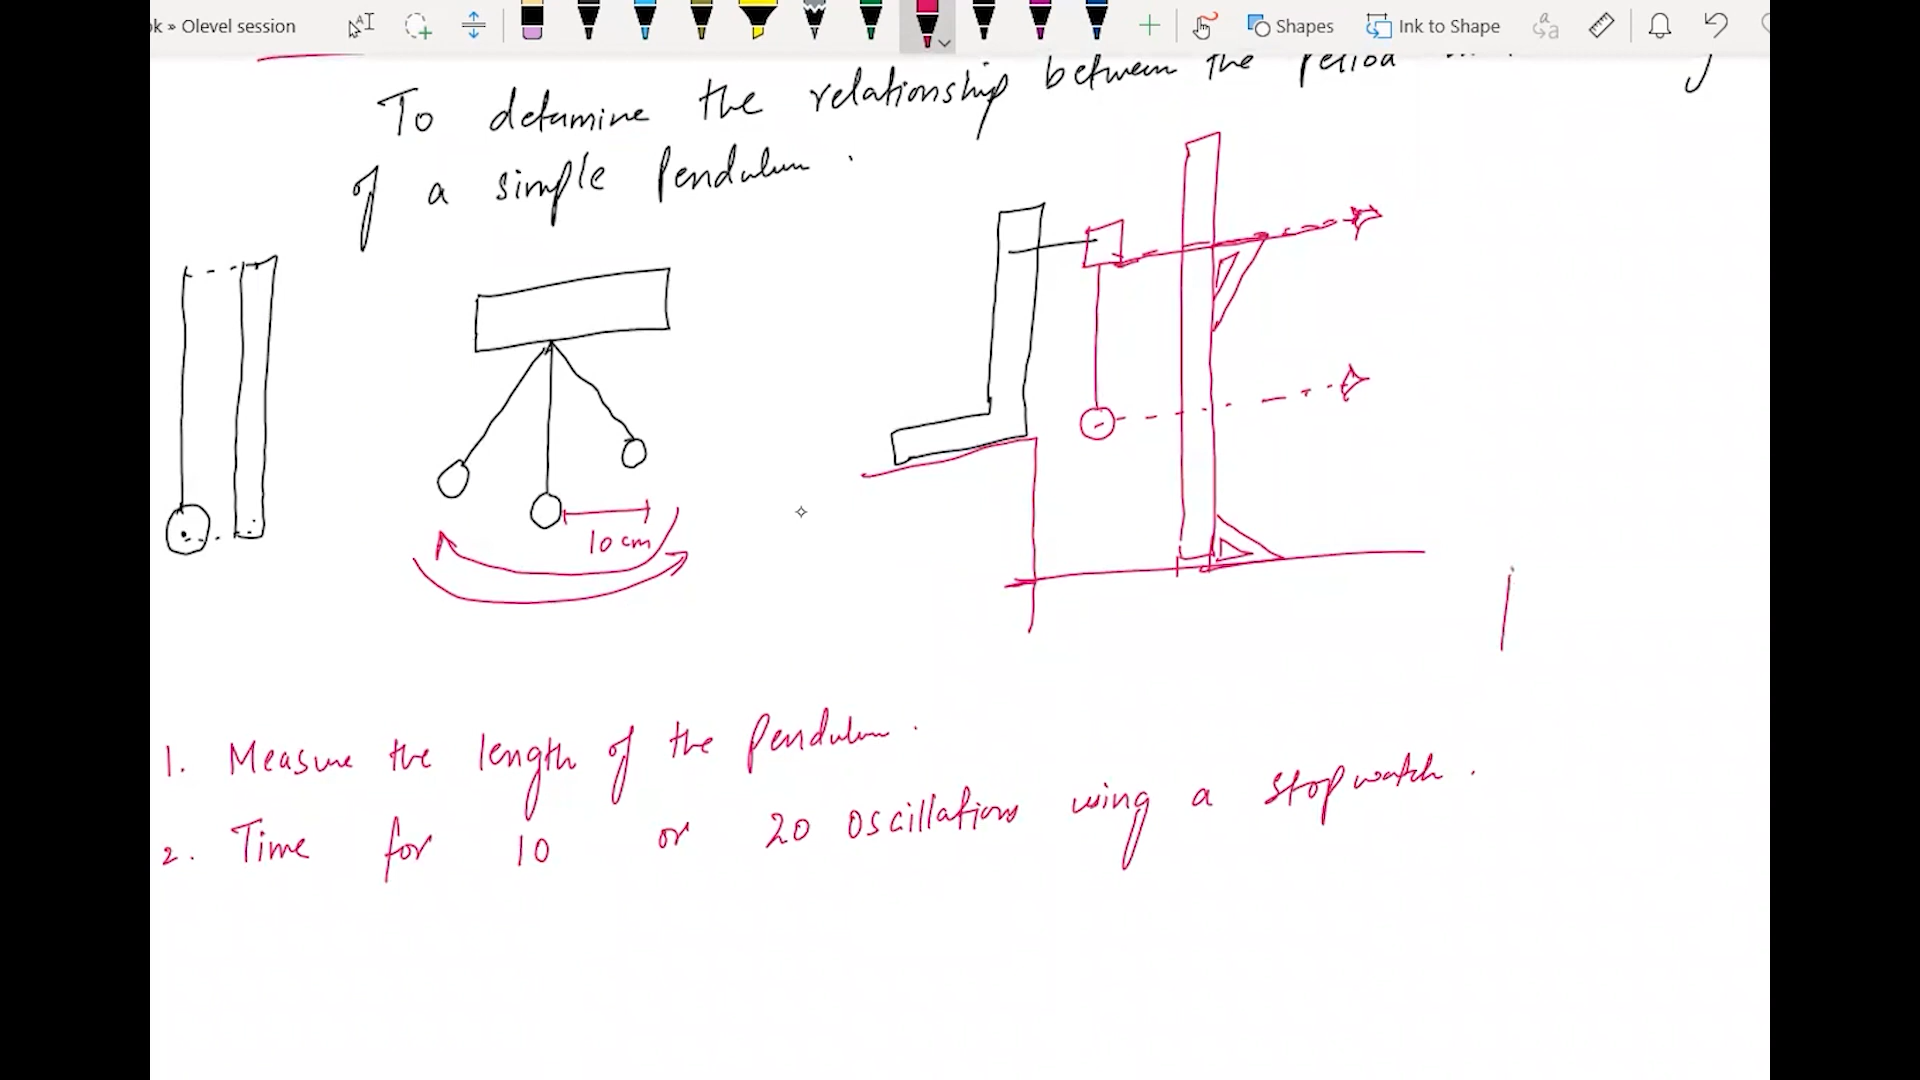 ok » Olevel session
Shapes
Ink to Shape
To determine the relationship between the period
of a simple pendulum.
10 cm
1. Measure the length of the pendulum.
2. Time for 10 or 20 oscillations using a stopwatch.